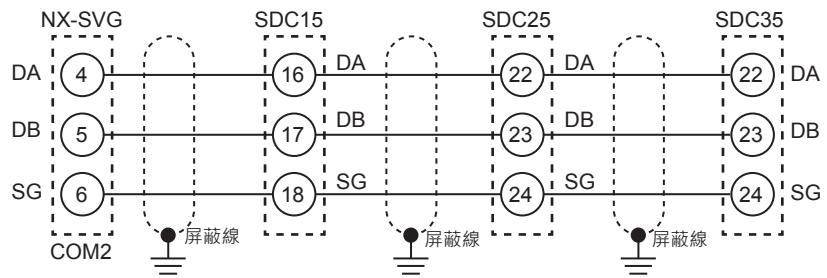 NX-SVG SDC15 SDC25 SDC35
DA 4 16 DA 22 DA 22 DA
DB 5 17 DB 23 DB 23 DB
SG 6 18 SG 24 SG 24 SG
屏蔽線 屏蔽線 屏蔽線
COM2